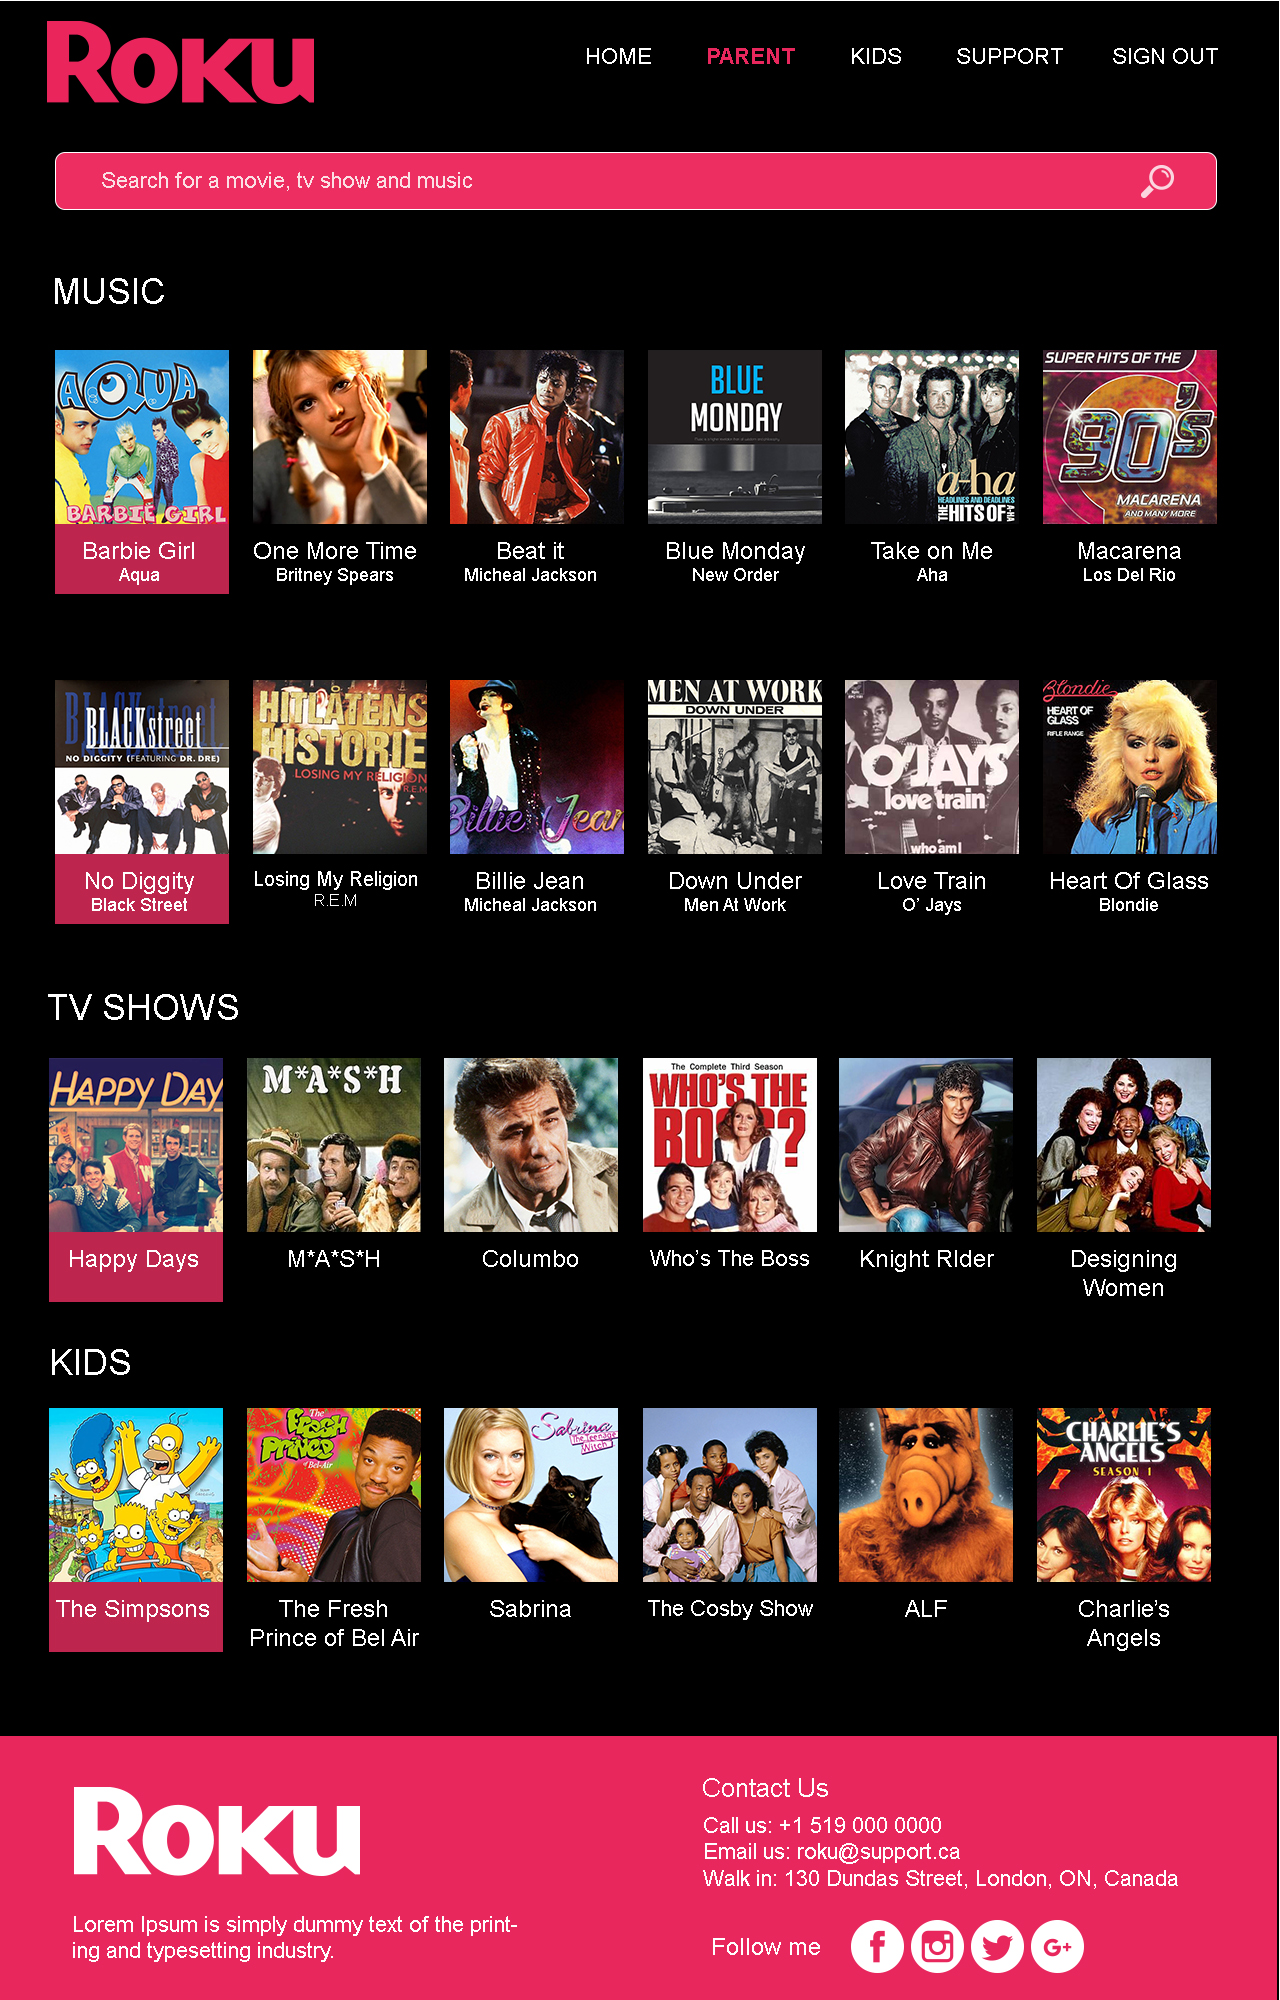 ROKU
HOME PARENT KIDS SUPPORT SIGN OUT
Search for a movie, tv show and music
MUSIC
AQUA
BARBIE GIRL
BLUE
MONDAY
a-ha
HEADLINES AND DEADLINES
THE HITS OF A-HA
SUPER HITS OF THE
90's
MACARENA
AND MANY MORE
Barbie Girl
Aqua
One More Time
Britney Spears
Beat it
Micheal Jackson
Blue Monday
New Order
Take on Me
Aha
Macarena
Los Del Rio
BLACKstreet
NO DIGGITY (FEATURING DR. DRE)
HITLÅTENS
HISTORIE
LOSING MY RELIGION
R.E.M
Billie Jean
MEN AT WORK
DOWN UNDER
O'JAYS
love train
who am I
Blondie
HEART OF
GLASS
RIFLE RANGE
No Diggity
Black Street
Losing My Religion
R.E.M
Billie Jean
Micheal Jackson
Down Under
Men At Work
Love Train
O’ Jays
Heart Of Glass
Blondie
TV SHOWS
HAPPY DAY
M*A*S*H
The Complete Third Season
WHO'S THE
BO ?
Happy Days
M*A*S*H
Columbo
Who’s The Boss
Knight RIder
Designing
Women
KIDS
The
FRESH
PRINCE
of Bel-Air
Sabrina
The Teenage
Witch
CHARLIE'S
ANGELS
SEASON 1
The Simpsons
The Fresh
Prince of Bel Air
Sabrina
The Cosby Show
ALF
Charlie’s
Angels
ROKU
Lorem Ipsum is simply dummy text of the print-
ing and typesetting industry.
Contact Us
Call us: +1 519 000 0000
Email us: roku@support.ca
Walk in: 130 Dundas Street, London, ON, Canada
Follow me f G+